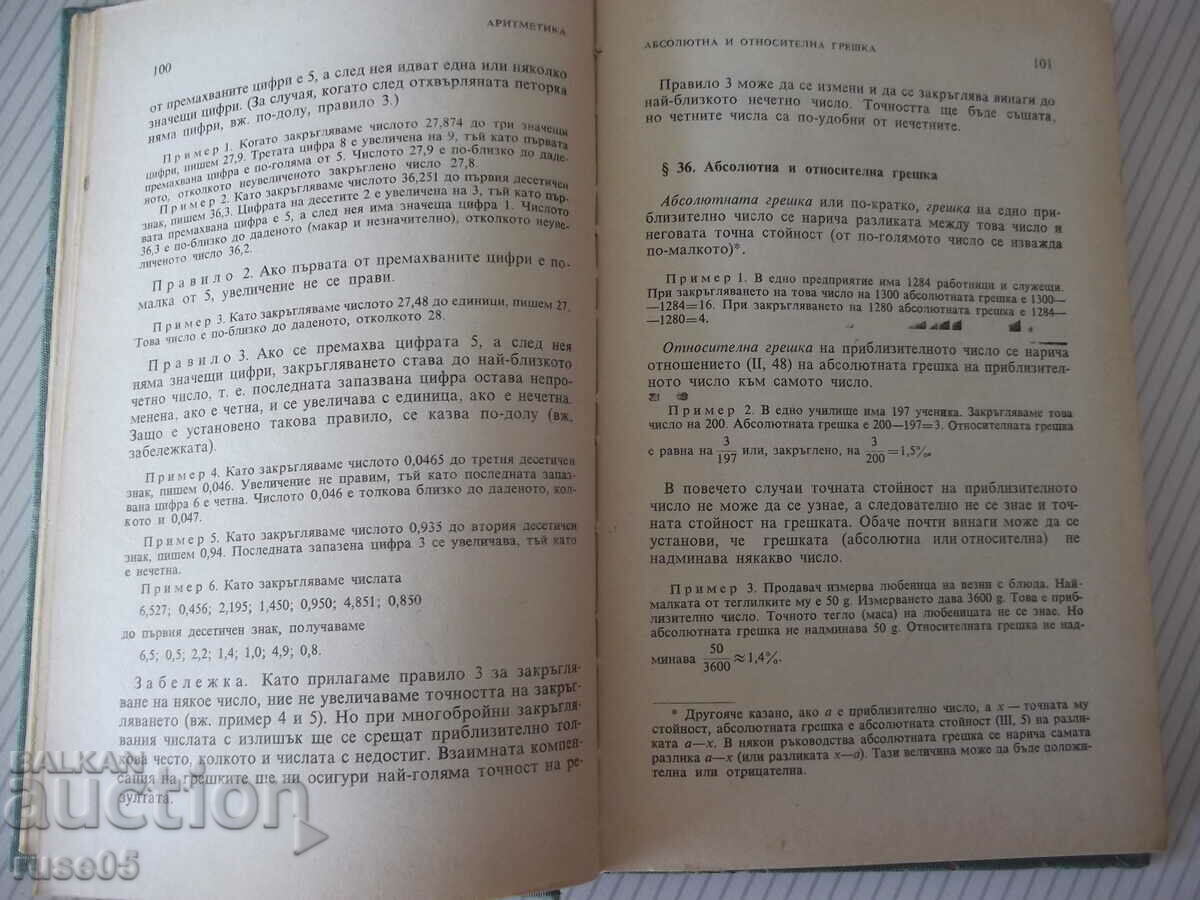 100
АРИТМЕТИКА
от премахваните цифри е 5, а след нея идват една или няколко
значещи цифри. (За случая, когато след отхвърляната петорка
няма цифри, вж. по-долу, правило 3.)
Пример 1. Когато закръгляваме числото 27,874 до три значещи
цифри, пишем 27,9. Третата цифра 8 е увеличена на 9, тъй като първата
премахвана цифра е по-голяма от 5. Числото 27,9 е по-близко до даде-
ното, отколкото неувеличеното закръглено число 27,8.
Пример 2. Като закръгляваме числото 36,251 до първия десетичен
знак, пишем 36,3. Цифрата на десетите 2 е увеличена на 3, тъй като пър-
вата премахвана цифра е 5, а след нея има значеща цифра 1. Числото
36,3 е по-близко до даденото (макар и незначително), отколкото неуве-
личеното число 36,2.
Правило 2. Ако първата от премахваните цифри е по-
малка от 5, увеличение не се прави.
Пример 3. Като закръгляваме числото 27,48 до единици, пишем 27.
Това число е по-близко до даденото, отколкото 28.
Правило 3. Ако се премахва цифрата 5, а след нея
няма значещи цифри, закръгляването става до най-близкото
четно число, т. е. последната запазвана цифра остава непро-
менена, ако е четна, и се увеличава с единица, ако е нечетна.
Защо е установено такова правило, се казва по-долу (вж.
забележката).
Пример 4. Като закръгляваме числото 0,0465 до третия десетичен
знак, пишем 0,046. Увеличение не правим, тъй като последната запаз-
вана цифра 6 е четна. Числото 0,046 е толкова близко до даденото, кол-
кото и 0,047.
Пример 5. Като закръгляваме числото 0,935 до втория десетичен
знак, пишем 0,94. Последната запазена цифра 3 се увеличава, тъй като
е нечетна.
Пример 6. Като закръгляваме числата
6,527; 0,456; 2,195; 1,450; 0,950; 4,851; 0,850
до първия десетичен знак, получаваме
6,5; 0,5; 2,2; 1,4; 1,0; 4,9; 0,8.
Забележка. Като прилагаме правило 3 за закръгля-
ване на някое число, ние не увеличаваме точността на закръг-
ляването (вж. пример 4 и 5). Но при многобройни закръгля-
вания числата с излишък ще се срещат приблизително тол-
кова често, колкото и числата с недостиг. Взаимната компен-
сация на грешките ще ни осигури най-голяма точност на ре-
зултата.
АБСОЛЮТНА И ОТНОСИТЕЛНА ГРЕШКА
101
Правило 3 може да се измени и да се закръглява винаги до
най-близкото нечетно число. Точността ще бъде същата,
но четните числа са по-удобни от нечетните.
§ 36. Абсолютна и относителна грешка
Абсолютната грешка или по-кратко, грешка на едно при-
близително число се нарича разликата между това число и
неговата точна стойност (от по-голямото число се изважда
по-малкото)*.
Пример 1. В едно предприятие има 1284 работници и служещи.
При закръгляването на това число на 1300 абсолютната грешка е 1300—
—1284=16. При закръгляването на 1280 абсолютната грешка е 1284—
—1280=4.
Относителна грешка на приблизителното число се нарича
отношението (II, 48) на абсолютната грешка на приблизител-
ното число към самото число.
Пример 2. В едно училище има 197 ученика. Закръгляваме това
число на 200. Абсолютната грешка е 200—197=3. Относителната грешка
е равна на 3/197 или, закръглено, на 3/200=1,5%.
В повечето случаи точната стойност на приблизителното
число не може да се узнае, а следователно не се знае и точ-
ната стойност на грешката. Обаче почти винаги може да се
установи, че грешката (абсолютна или относителна) не
надминава някакво число.
Пример 3. Продавач измерва любеница на везни с блюда. Най-
малката от теглилките му е 50 g. Измерването дава 3600 g. Това е приб-
лизително число. Точното тегло (маса) на любеницата не се знае. Но
абсолютната грешка не надминава 50 g. Относителната грешка не над-
минава 50/3600≈1,4%.
* Другояче казано, ако a е приблизително число, а x — точната му
стойност, абсолютната грешка е абсолютната стойност (III, 5) на разли-
ката a—x. В някои ръководства абсолютна грешка се нарича самата
разлика a—x (или разликата x—a). Тази величина може да бъде положи-
телна или отрицателна.
BALKAN
auction
ruse05